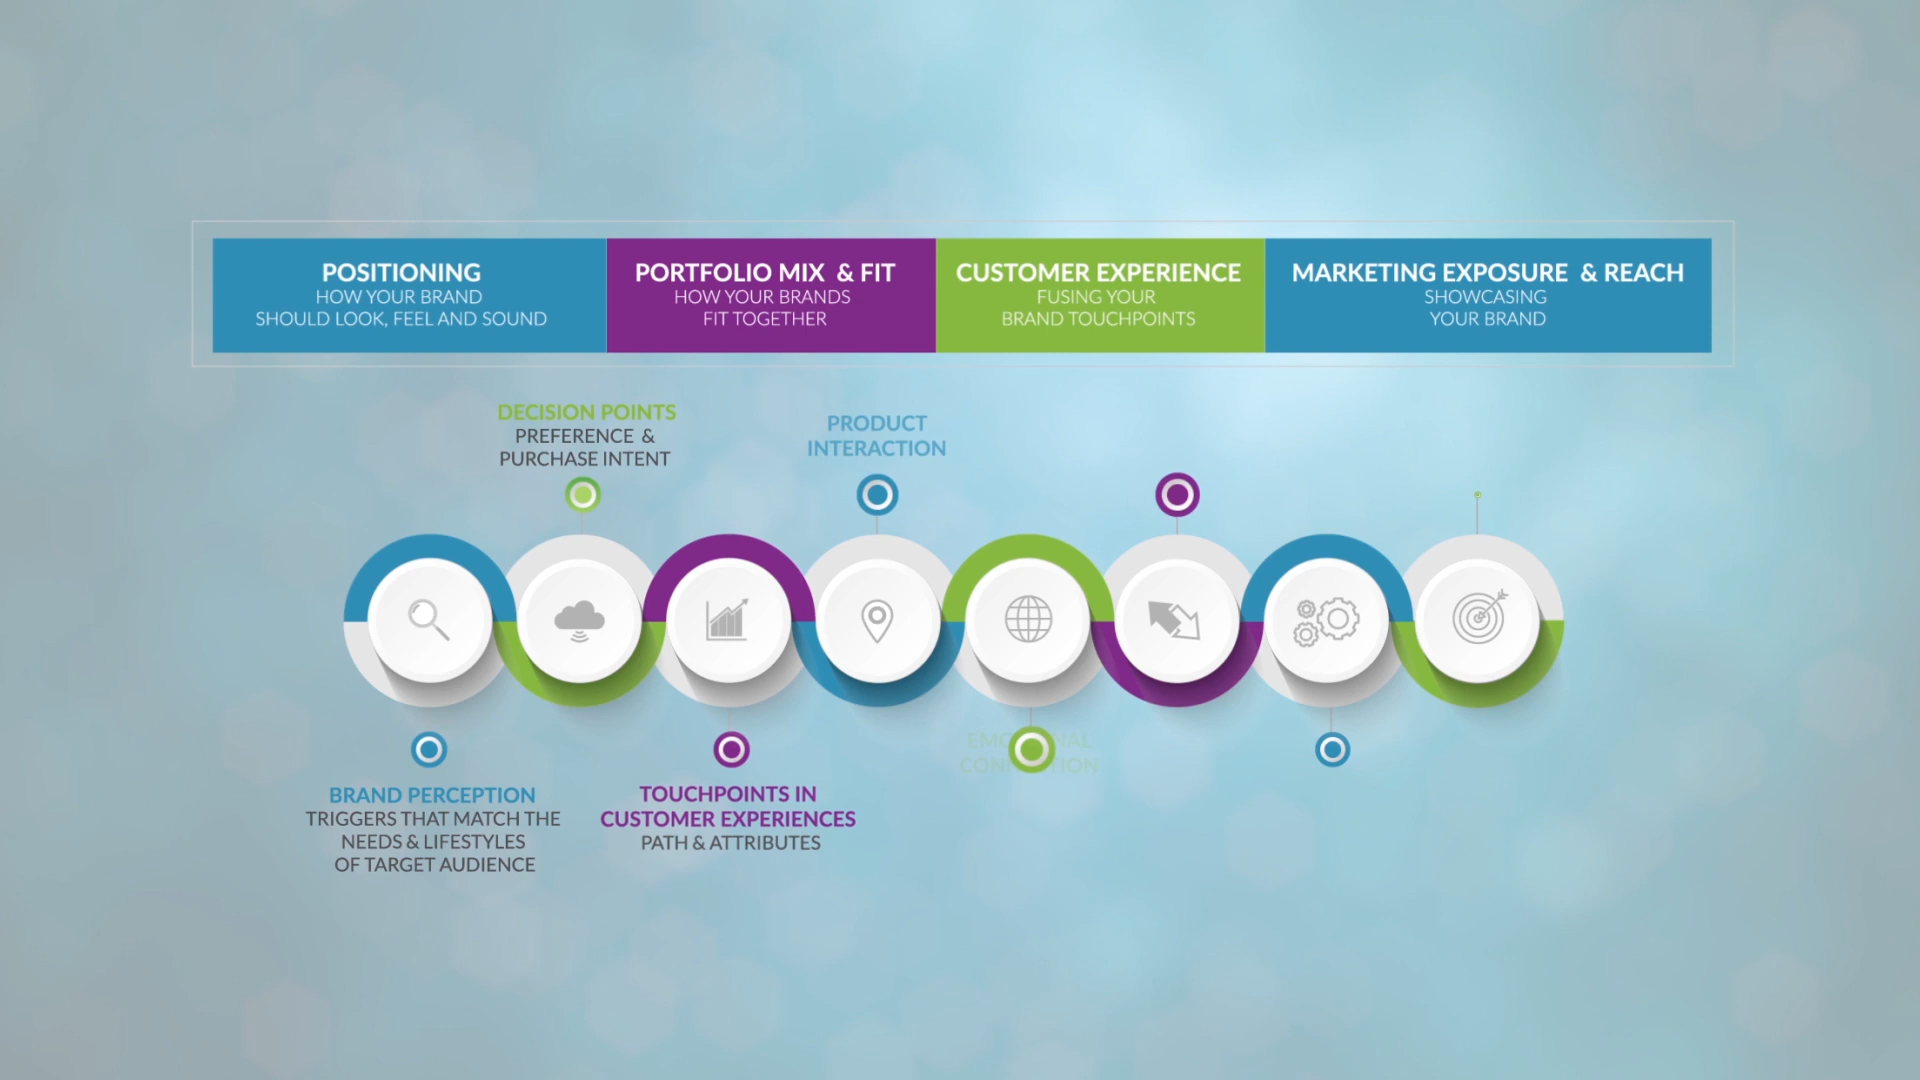 POSITIONING
HOW YOUR BRAND
SHOULD LOOK, FEEL AND SOUND
PORTFOLIO MIX & FIT
HOW YOUR BRANDS
FIT TOGETHER
CUSTOMER EXPERIENCE
FUSING YOUR
BRAND TOUCHPOINTS
MARKETING EXPOSURE & REACH
SHOWCASING
YOUR BRAND
DECISION POINTS
PREFERENCE &
PURCHASE INTENT
PRODUCT
INTERACTION
BRAND PERCEPTION
TRIGGERS THAT MATCH THE
NEEDS & LIFESTYLES
OF TARGET AUDIENCE
TOUCHPOINTS IN
CUSTOMER EXPERIENCES
PATH & ATTRIBUTES